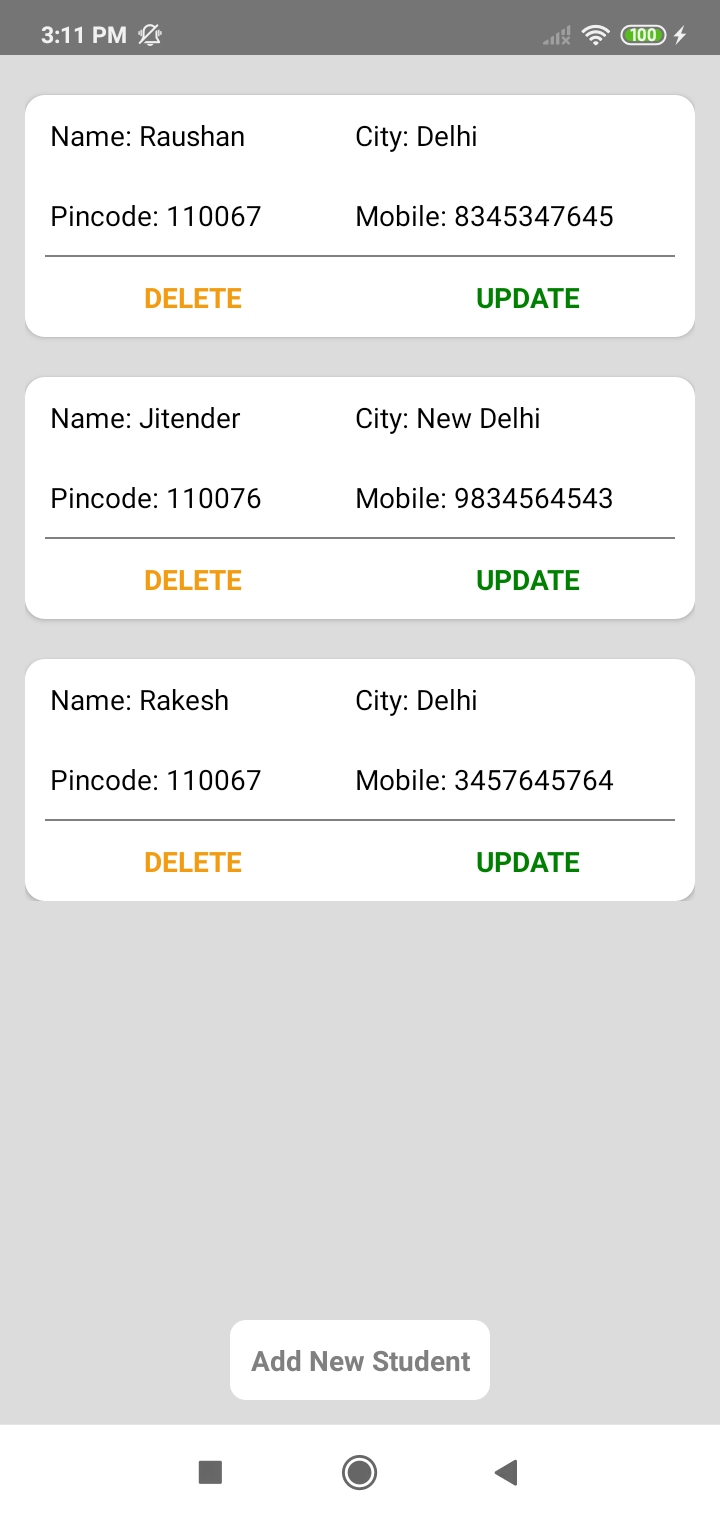 3:11 PM 100
Name: Raushan City: Delhi
Pincode: 110067 Mobile: 8345347645
DELETE UPDATE
Name: Jitender City: New Delhi
Pincode: 110076 Mobile: 9834564543
DELETE UPDATE
Name: Rakesh City: Delhi
Pincode: 110067 Mobile: 3457645764
DELETE UPDATE
Add New Student